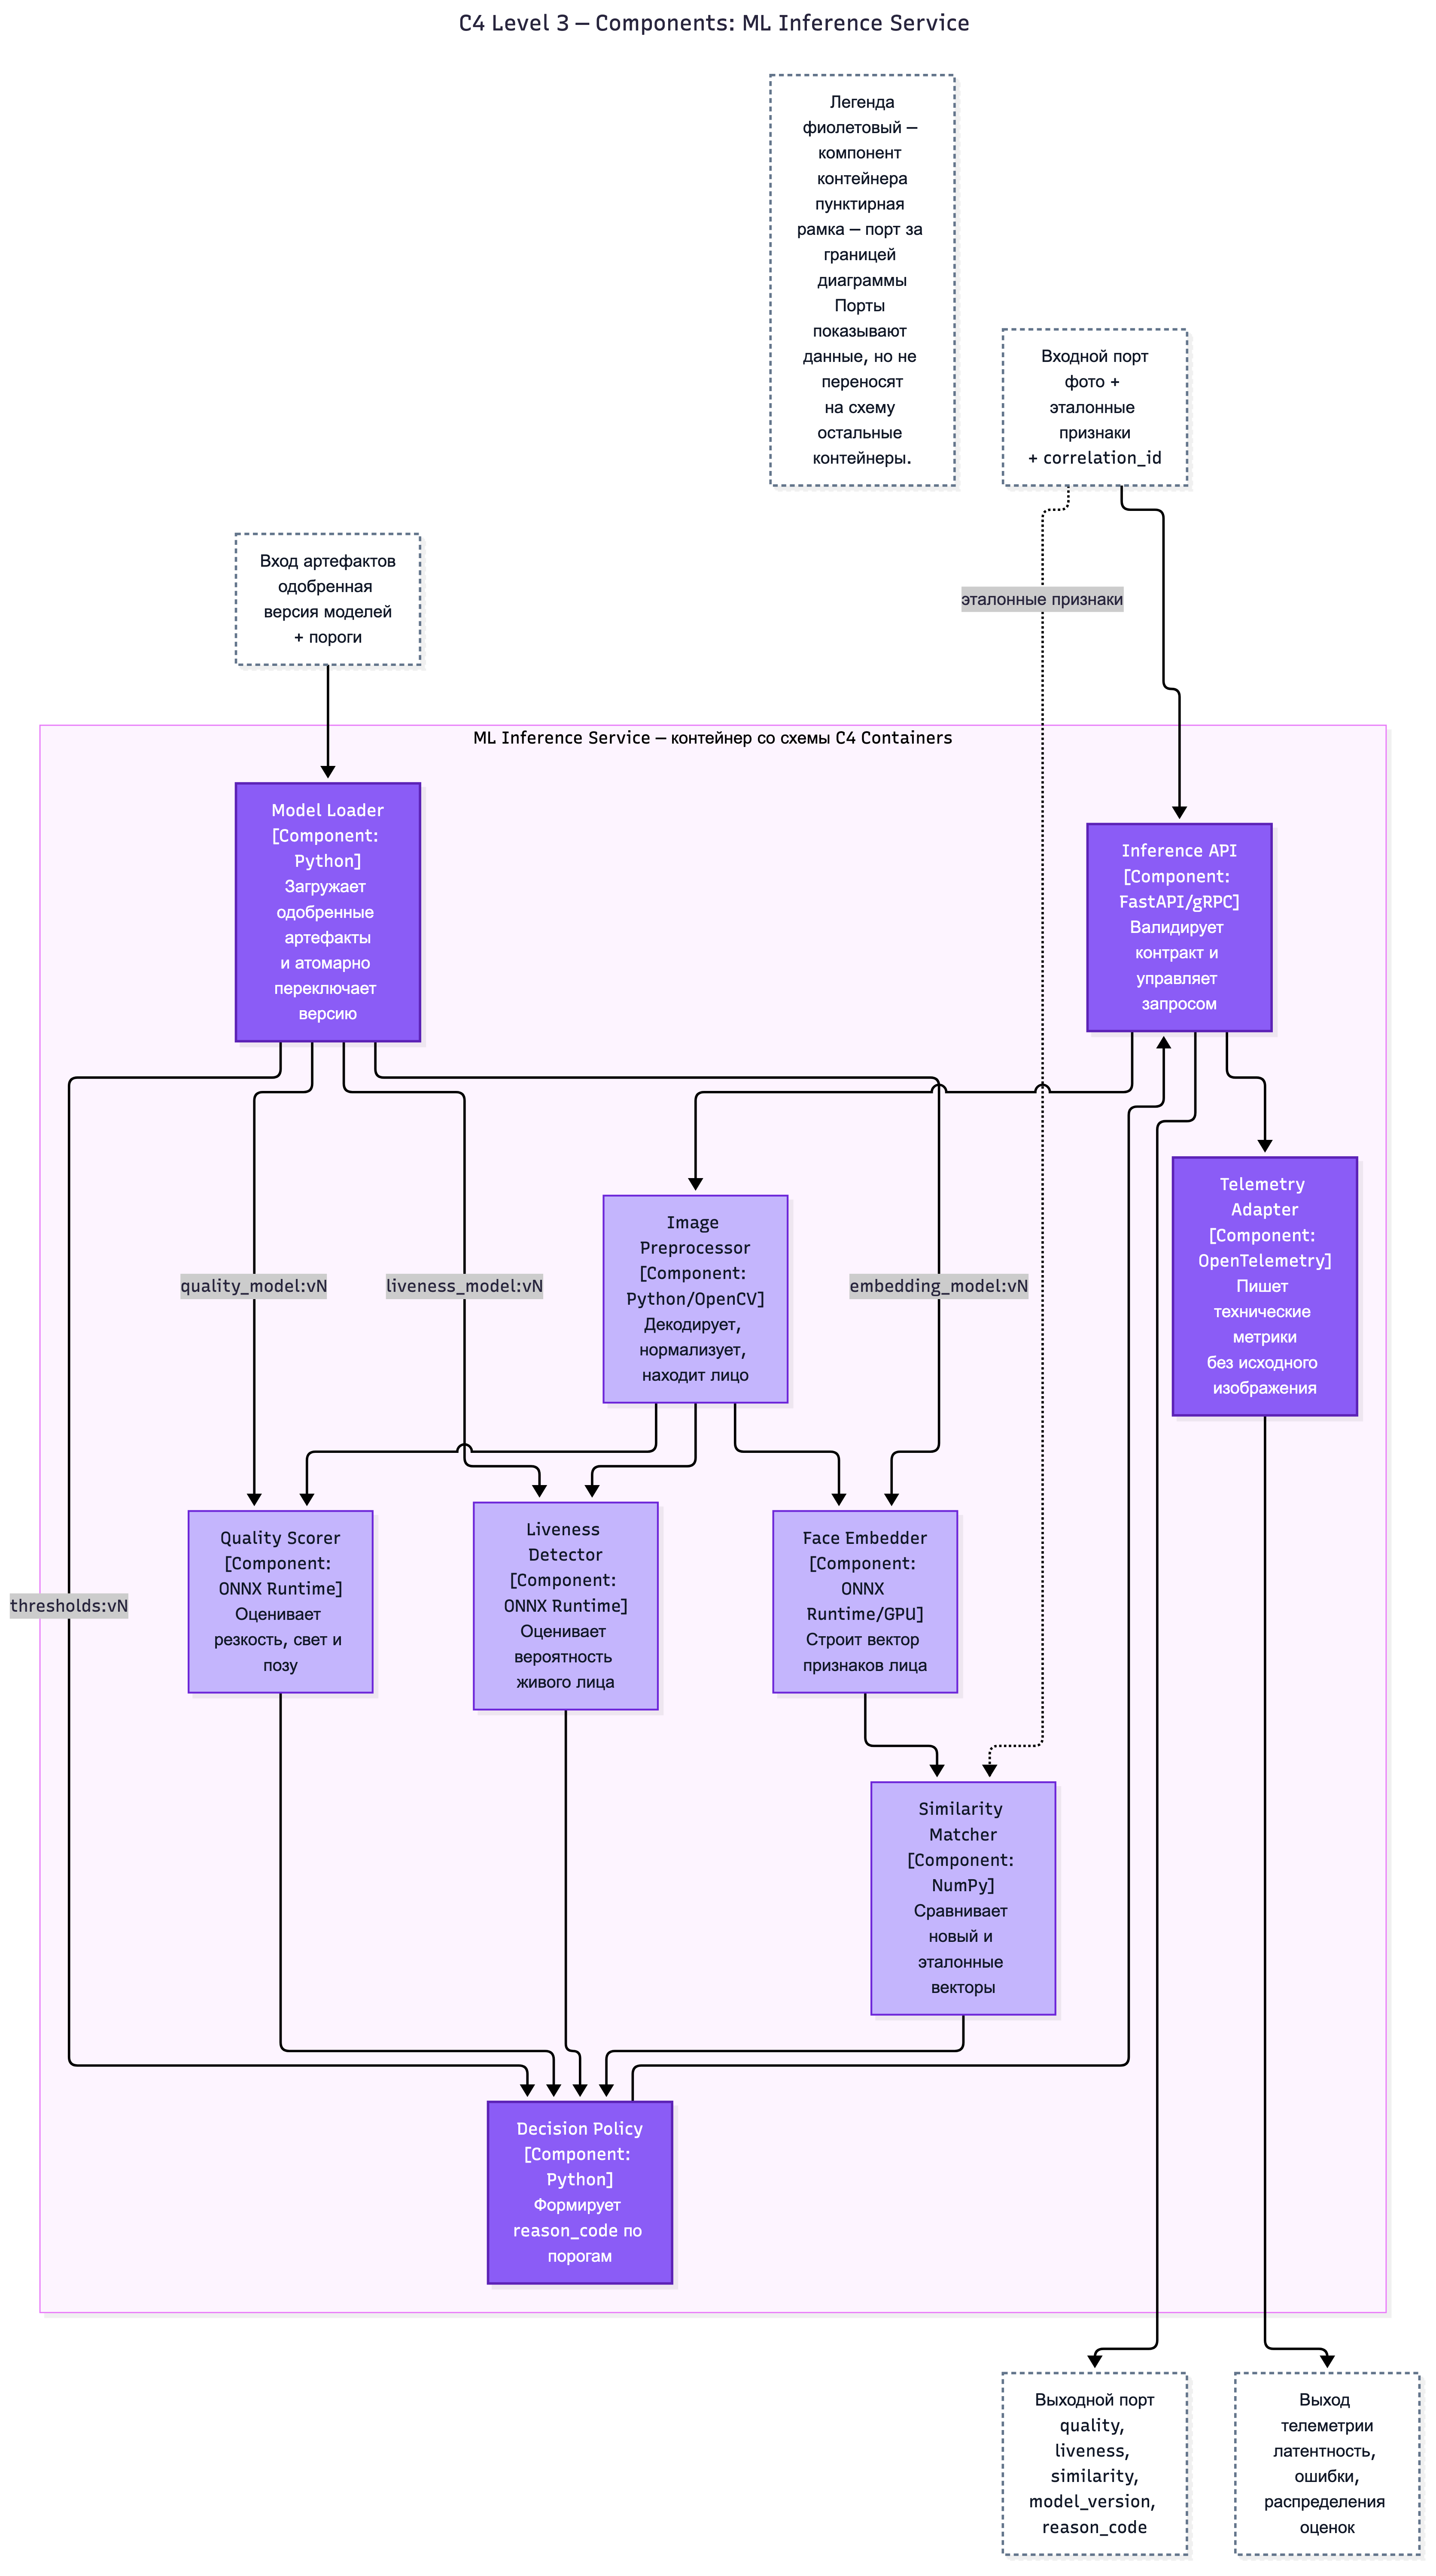 C4 Level 3 – Components: ML Inference Service
Легенда
фиолетовый –
компонент
контейнера
пунктирная
рамка – порт за
границей
диаграммы
Порты
показывают
данные, но не
переносят
на схему
остальные
контейнеры.
Входной порт
фото +
эталонные
признаки
+ correlation_id
Вход артефактов
одобренная
версия моделей
+ пороги
эталонные признаки
ML Inference Service – контейнер со схемы C4 Containers
Model Loader
[Component:
Python]
Загружает
одобренные
артефакты
и атомарно
переключает
версию
Inference API
[Component:
FastAPI/gRPC]
Валидирует
контракт и
управляет
запросом
Telemetry
Adapter
[Component:
OpenTelemetry]
Пишет
технические
метрики
без исходного
изображения
Image
Preprocessor
[Component:
Python/OpenCV]
Декодирует,
нормализует,
находит лицо
quality_model:vN
liveness_model:vN
embedding_model:vN
Quality Scorer
[Component:
ONNX Runtime]
Оценивает
резкость, свет и
позу
Liveness
Detector
[Component:
ONNX Runtime]
Оценивает
вероятность
живого лица
Face Embedder
[Component:
ONNX
Runtime/GPU]
Строит вектор
признаков лица
thresholds:vN
Similarity
Matcher
[Component:
NumPy]
Сравнивает
новый и
эталонные
векторы
Decision Policy
[Component:
Python]
Формирует
reason_code по
порогам
Выходной порт
quality,
liveness,
similarity,
model_version,
reason_code
Выход
телеметрии
латентность,
ошибки,
распределения
оценок